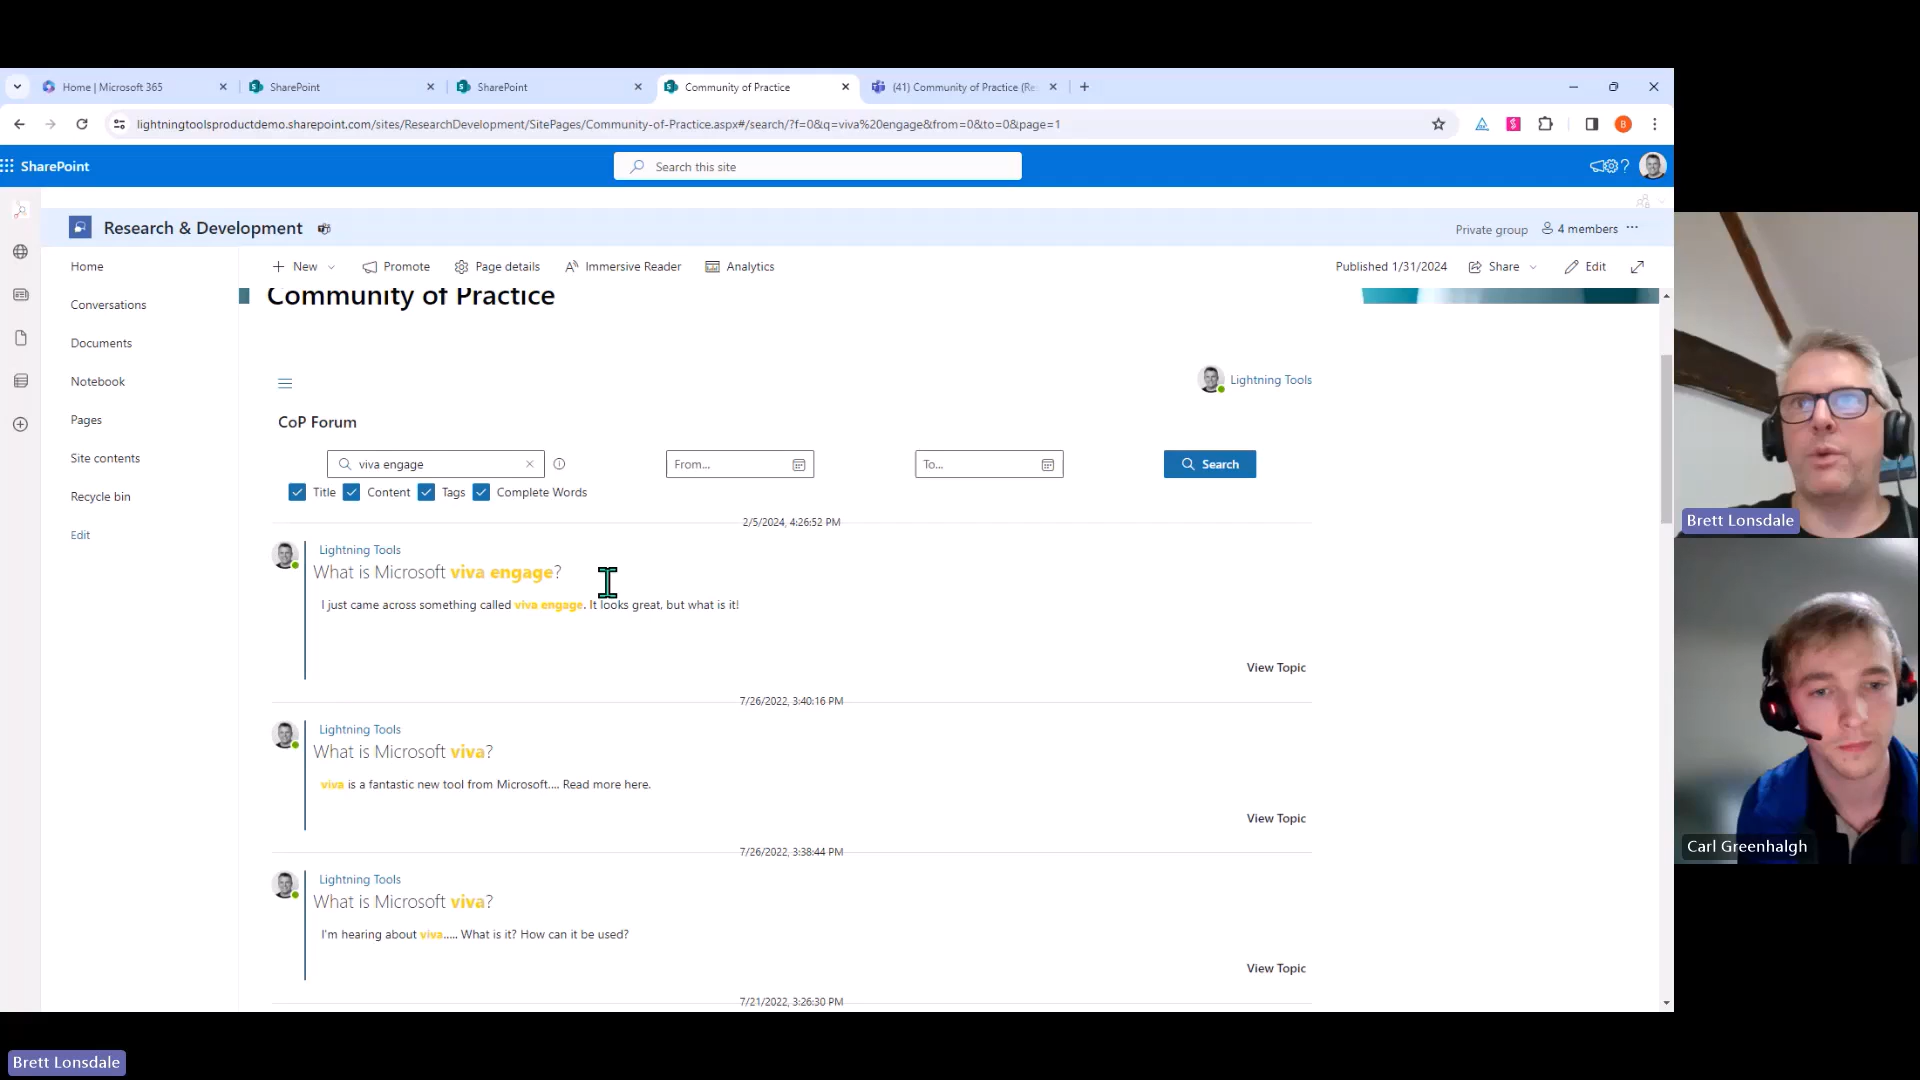 Home | Microsoft 365
SharePoint
SharePoint
Community of Practice
(41) Community of Practice (Re
lightningtoolsproductdemo.sharepoint.com/sites/ResearchDevelopment/SitePages/Community-of-Practice.aspx#/search/?f=0&q=viva%20engage&from=0&to=0&page=1
B
SharePoint
Search this site
?
Research & Development
Private group
4 members
Home
Conversations
Documents
Notebook
Pages
Site contents
Recycle bin
Edit
New
Promote
Page details
Immersive Reader
Analytics
Published 1/31/2024
Share
Edit
Community of Practice
Lightning Tools
CoP Forum
viva engage
From...
To...
Search
Title
Content
Tags
Complete Words
2/5/2024, 4:26:52 PM
Lightning Tools
What is Microsoft viva engage?
I just came across something called viva engage. It looks great, but what is it!
View Topic
7/26/2022, 3:40:16 PM
Lightning Tools
What is Microsoft viva?
viva is a fantastic new tool from Microsoft.... Read more here.
View Topic
7/26/2022, 3:38:44 PM
Lightning Tools
What is Microsoft viva?
I'm hearing about viva..... What is it? How can it be used?
View Topic
7/21/2022, 3:26:30 PM
Brett Lonsdale
Carl Greenhalgh
Brett Lonsdale